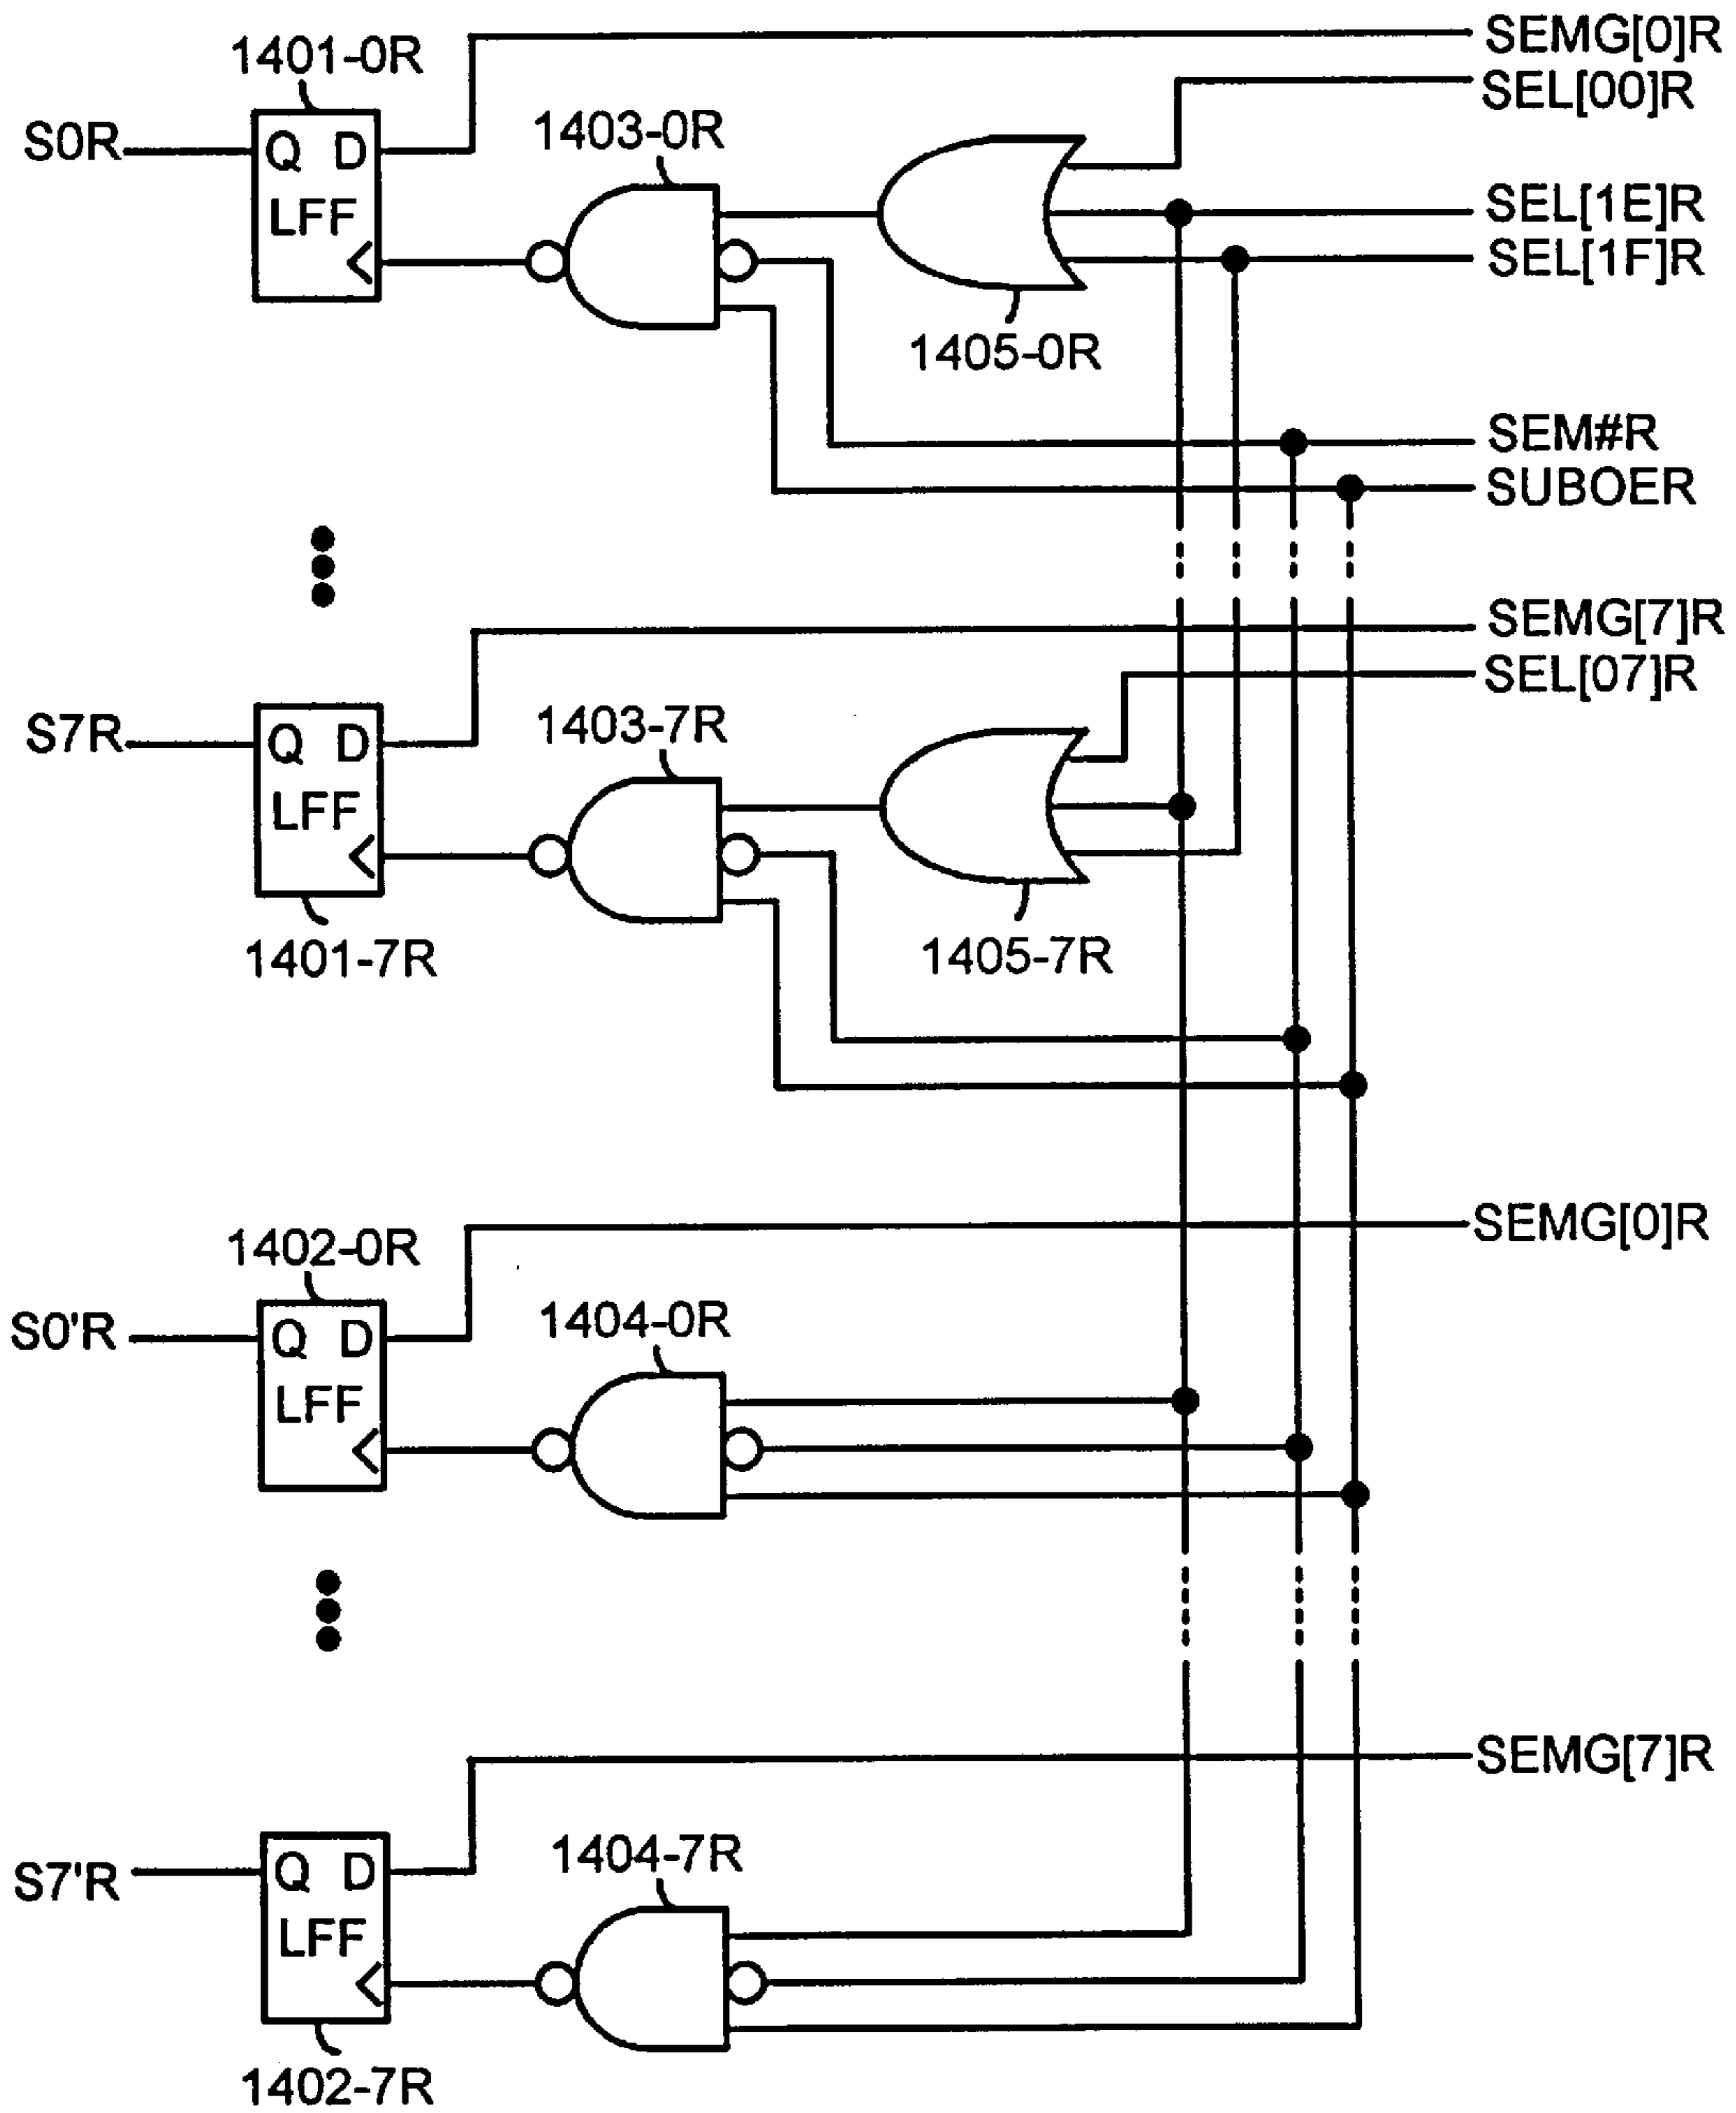 SEMG[0]R
1401-0R
SEL[00]R
1403-0R
S0R
Q D
LFF
SEL[1E]R
SEL[1F]R
1405-0R
SEM#R
SUBOER
SEMG[7]R
SEL[07]R
1403-7R
S7R
Q D
LFF
1401-7R
1405-7R
SEMG[0]R
1402-0R
1404-0R
S0'R
Q D
LFF
SEMG[7]R
1404-7R
S7'R
Q D
LFF
1402-7R